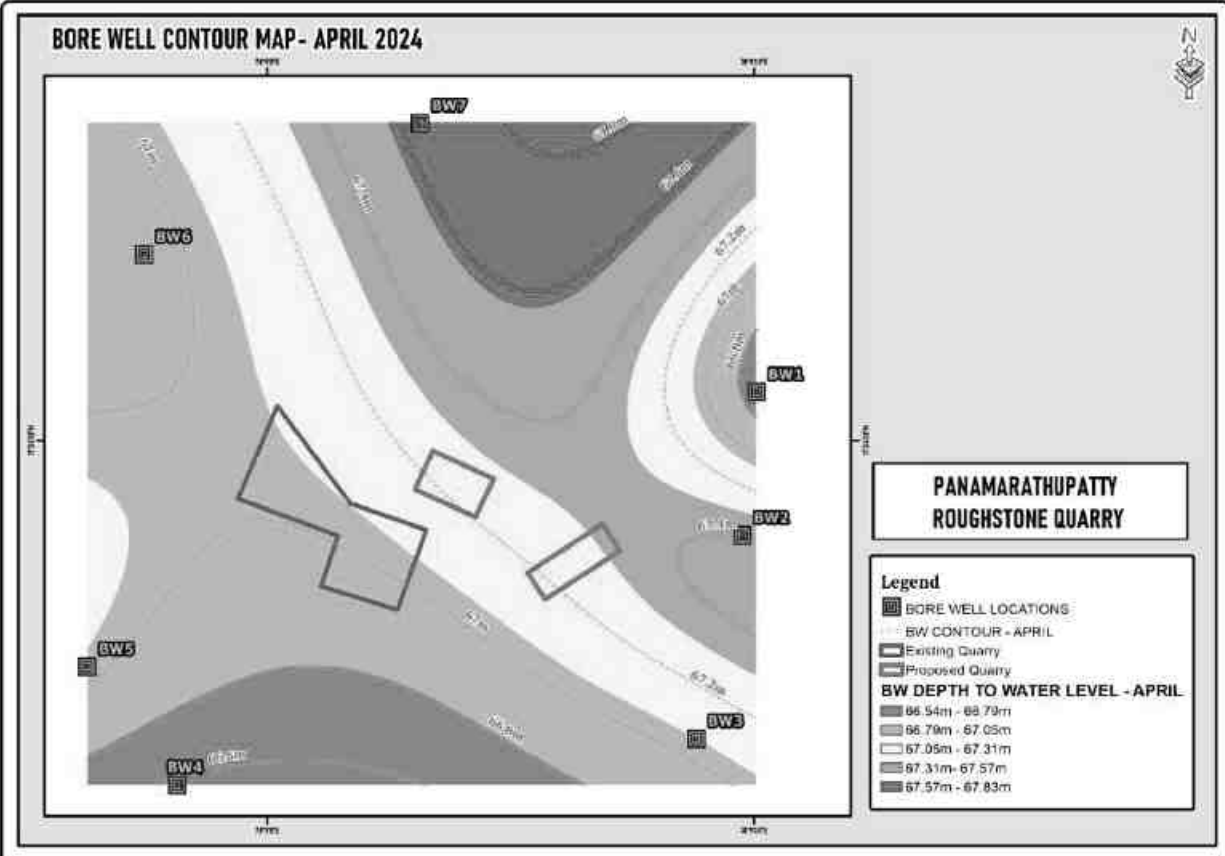 BORE WELL CONTOUR MAP- APRIL 2024
N
BW7
BW6
67.2m
67m
BW1
BW2
BW5
67m
67.2m
BW3
66.8m
BW4
PANAMARATHUPATTY
ROUGHSTONE QUARRY
Legend
BORE WELL LOCATIONS
BW CONTOUR - APRIL
Existing Quarry
Proposed Quarry
BW DEPTH TO WATER LEVEL - APRIL
66.54m - 66.79m
66.79m - 67.05m
67.05m - 67.31m
67.31m- 67.57m
67.57m - 67.83m